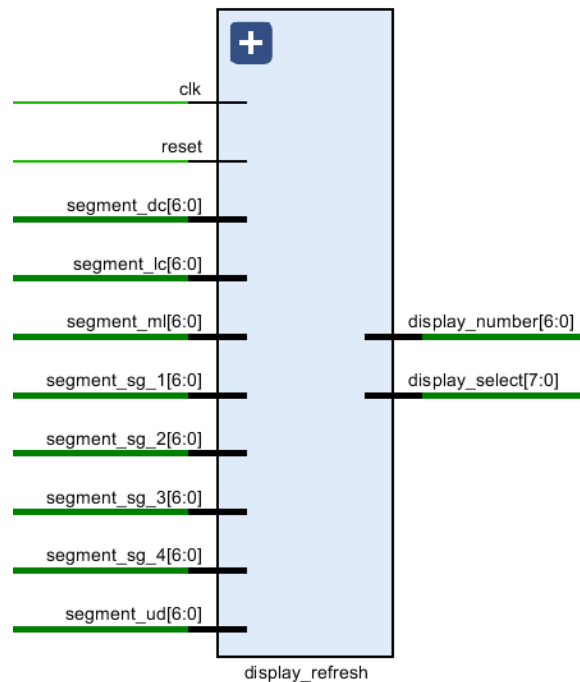 clk
reset
segment_dc[6:0]
segment_lc[6:0]
segment_ml[6:0]
segment_sg_1[6:0]
segment_sg_2[6:0]
segment_sg_3[6:0]
segment_sg_4[6:0]
segment_ud[6:0]
display_number[6:0]
display_select[7:0]
display_refresh